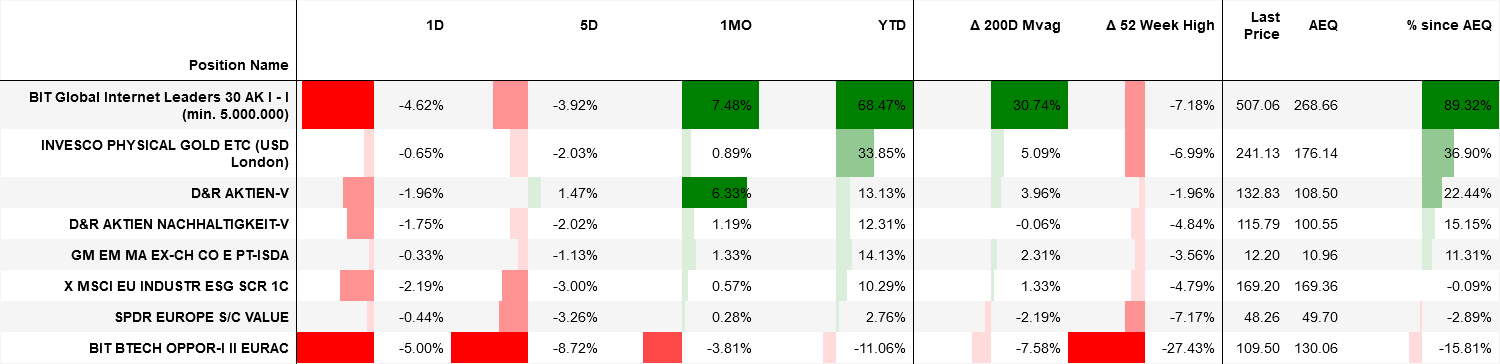 Position Name 1D 5D 1MO YTD Δ 200D Mvag Δ 52 Week High Last Price AEQ % since AEQ
BIT Global Internet Leaders 30 AK I - I (min. 5.000.000) -4.62% -3.92% 7.48% 68.47% 30.74% -7.18% 507.06 268.66 89.32%
INVESCO PHYSICAL GOLD ETC (USD London) -0.65% -2.03% 0.89% 33.85% 5.09% -6.99% 241.13 176.14 36.90%
D&R AKTIEN-V -1.96% 1.47% 6.33% 13.13% 3.96% -1.96% 132.83 108.50 22.44%
D&R AKTIEN NACHHALTIGKEIT-V -1.75% -2.02% 1.19% 12.31% -0.06% -4.84% 115.79 100.55 15.15%
GM EM MA EX-CH CO E PT-ISDA -0.33% -1.13% 1.33% 14.13% 2.31% -3.56% 12.20 10.96 11.31%
X MSCI EU INDUSTR ESG SCR 1C -2.19% -3.00% 0.57% 10.29% 1.33% -4.79% 169.20 169.36 -0.09%
SPDR EUROPE S/C VALUE -0.44% -3.26% 0.28% 2.76% -2.19% -7.17% 48.26 49.70 -2.89%
BIT BTECH OPPOR-I II EURAC -5.00% -8.72% -3.81% -11.06% -7.58% -27.43% 109.50 130.06 -15.81%